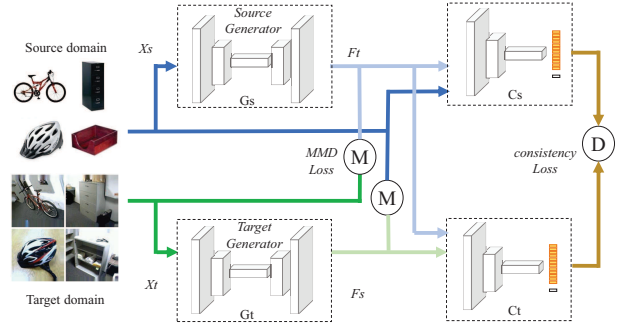 Source domain
Xs
Source
Generator
Gs
Ft
Cs
MMD
Loss
M
M
consistency
Loss
D
Target
Generator
Gt
Xt
Fs
Ct
Target domain